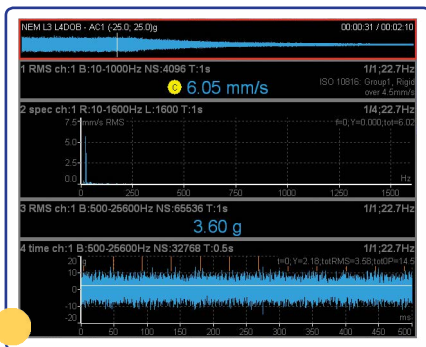 NEM L3 L4DOB - AC1 (-25.0; 25.0)g 00:00:31 / 00:02:10
1 RMS ch:1 B:10-1000Hz NS:4096 T:1s 1/1;22.7Hz
C 6.05 mm/s
ISO 10816: Group1, Rigid
over 4.5mm/s
2 spec ch:1 R:10-1600Hz L:1600 T:1s 1/4;22.7Hz
7.5 mm/s RMS f=0;Y=0.000;tot=6.02
5.0
2.5
0.0 Hz
0 250 500 750 1000 1250 1500
3 RMS ch:1 B:500-25600Hz NS:65536 T:1s 1/1;22.7Hz
3.60 g
4 time ch:1 B:500-25600Hz NS:32768 T:0.5s 1/1;22.7Hz
20 g t=0;Y=2.18;totRMS=3.58;tot0P=14.5
10
0
-10
-20 ms
0 50 100 150 200 250 300 350 400 450 500